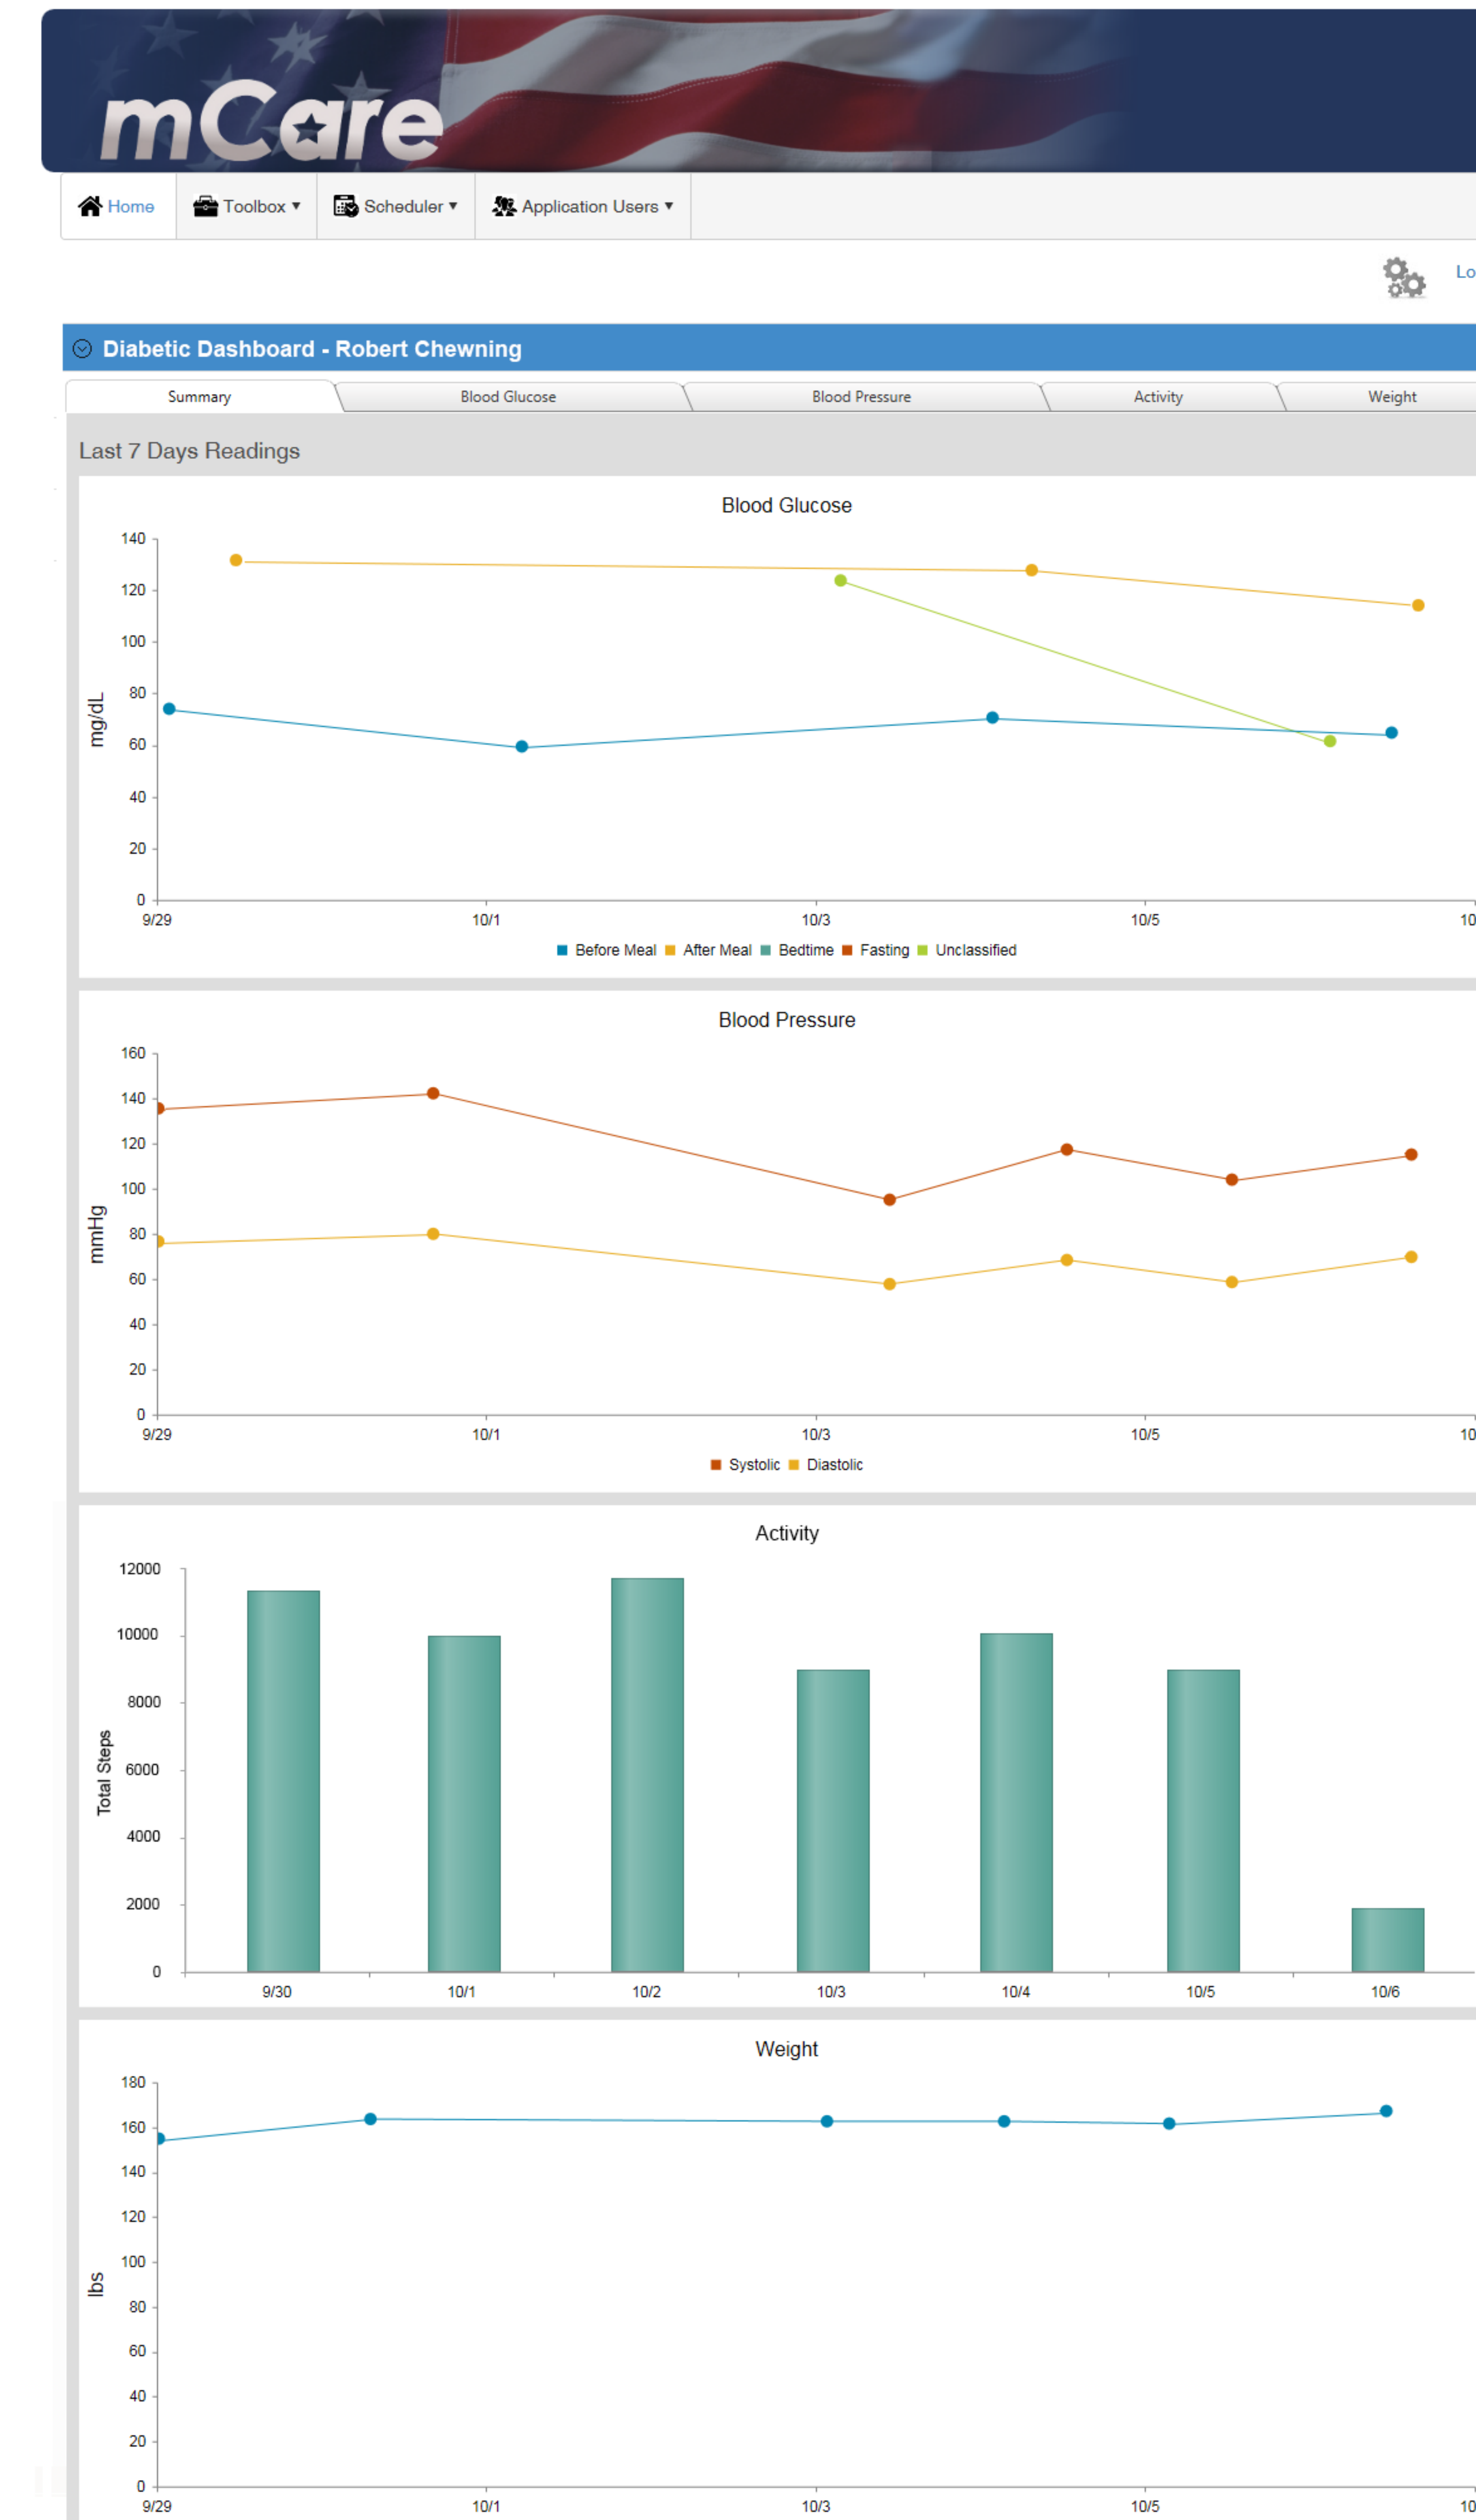 mCare
Home Toolbox ▼ Scheduler ▼ Application Users ▼
Lo
Diabetic Dashboard - Robert Chewning
Summary Blood Glucose Blood Pressure Activity Weight
Last 7 Days Readings
Blood Glucose
140
120
100
80
60
40
20
0
mg/dL
9/29 10/1 10/3 10/5 10
Before Meal After Meal Bedtime Fasting Unclassified
Blood Pressure
160
140
120
100
80
60
40
20
0
mmHg
9/29 10/1 10/3 10/5 10
Systolic Diastolic
Activity
12000
10000
8000
6000
4000
2000
0
Total Steps
9/30 10/1 10/2 10/3 10/4 10/5 10/6
Weight
180
160
140
120
100
80
60
40
20
0
lbs
9/29 10/1 10/3 10/5 10